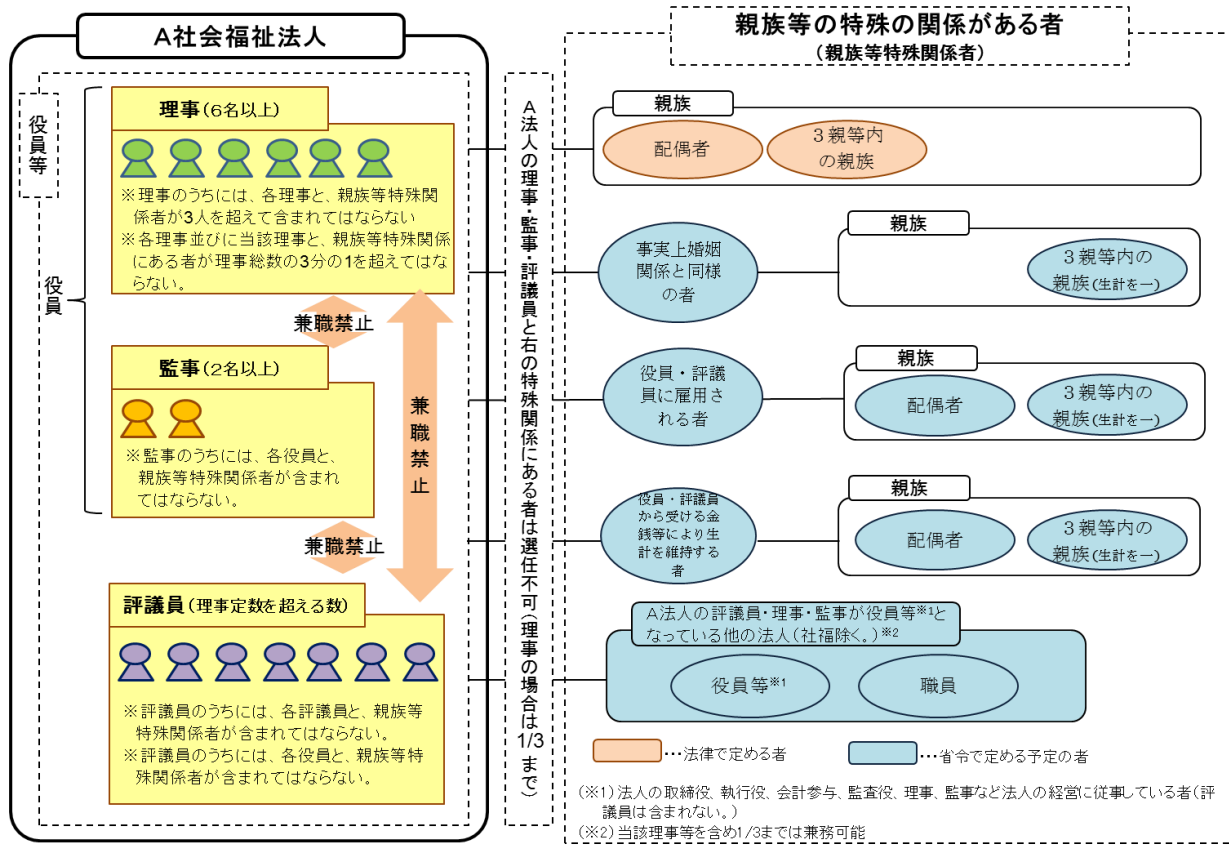 A社会福祉法人
役員等
役員
理事(6名以上)
※理事のうちには、各理事と、親族等特殊関
係者が3人を超えて含まれてはならない
※各理事並びに当該理事と、親族等特殊関係
にある者が理事総数の3分の1を超えてはな
らない。
兼職禁止
監事(2名以上)
※監事のうちには、各役員と、
親族等特殊関係者が含まれ
てはならない。
兼職禁止
兼職禁止
評議員(理事定数を超える数)
※評議員のうちには、各評議員と、親族等
特殊関係者が含まれてはならない。
※評議員のうちには、各役員と、親族等特
殊関係者が含まれてはならない。
A法人の理事・監事・評議員と右の特殊関係にある者は選任不可(理事の場合は1/3まで)
親族等の特殊の関係がある者
(親族等特殊関係者)
親族
配偶者
3親等内
の親族
事実上婚姻
関係と同様
の者
親族
3親等内の
親族(生計を一)
役員・評議
員に雇用さ
れる者
親族
配偶者
3親等内の
親族(生計を一)
役員・評議員
から受ける金
銭等により生
計を維持する
者
親族
配偶者
3親等内の
親族(生計を一)
A法人の評議員・理事・監事が役員等※1と
なっている他の法人(社福除く。)※2
役員等※1
職員
…法律で定める者
…省令で定める予定の者
(※1)法人の取締役、執行役、会計参与、監査役、理事、監事など法人の経営に従事している者(評
議員は含まれない。)
(※2)当該理事等を含め1/3までは兼務可能